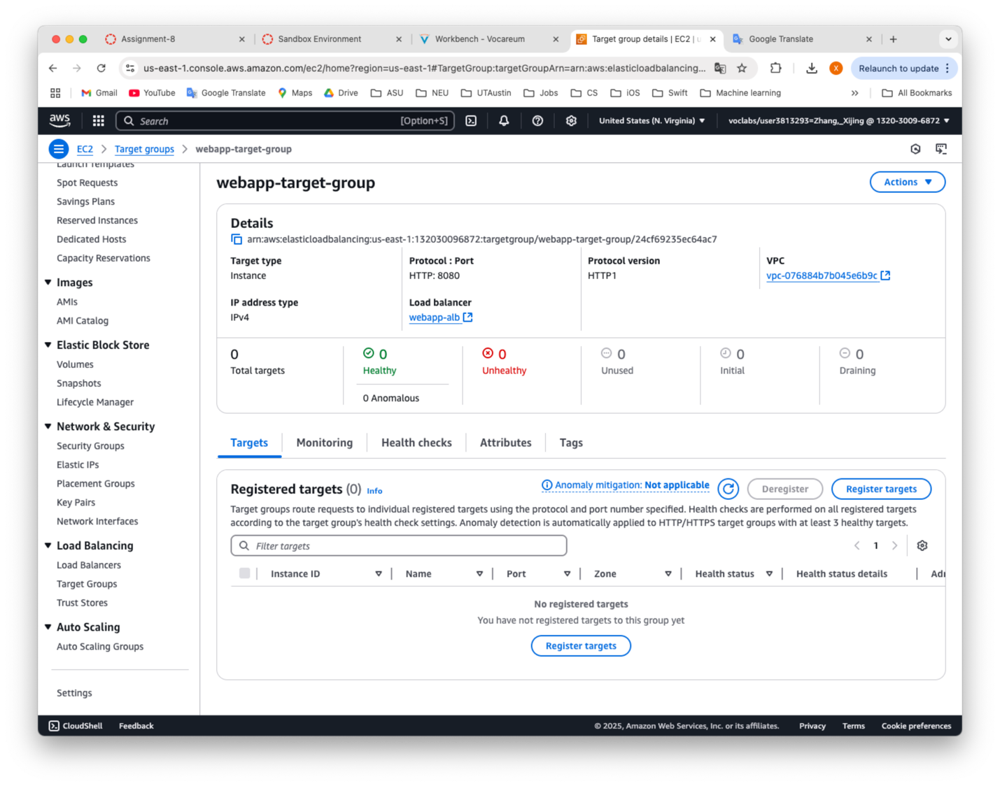 Assignment-8
Sandbox Environment
Workbench - Vocareum
Target group details | EC2 | u
Google Translate
us-east-1.console.aws.amazon.com/ec2/home?region=us-east-1#TargetGroup:targetGroupArn=arn:aws:elasticloadbalancing...
X
Relaunch to update
Gmail
YouTube
Google Translate
Maps
Drive
ASU
NEU
UTAustin
Jobs
CS
iOS
Swift
Machine learning
»
All Bookmarks
aws
Search
[Option+S]
United States (N. Virginia)
voclabs/user3813293=Zhang,_Xijing @ 1320-3009-6872
EC2
Target groups
webapp-target-group
Launch Templates
Spot Requests
Savings Plans
Reserved Instances
Dedicated Hosts
Capacity Reservations
Images
AMIs
AMI Catalog
Elastic Block Store
Volumes
Snapshots
Lifecycle Manager
Network & Security
Security Groups
Elastic IPs
Placement Groups
Key Pairs
Network Interfaces
Load Balancing
Load Balancers
Target Groups
Trust Stores
Auto Scaling
Auto Scaling Groups
Settings
webapp-target-group
Actions
Details
arn:aws:elasticloadbalancing:us-east-1:132030096872:targetgroup/webapp-target-group/24cf69235ec64ac7
Target type
Instance
Protocol : Port
HTTP: 8080
Protocol version
HTTP1
VPC
vpc-076884b7b045e6b9c
IP address type
IPv4
Load balancer
webapp-alb
0
Total targets
0
Healthy
0 Anomalous
0
Unhealthy
0
Unused
0
Initial
0
Draining
Targets
Monitoring
Health checks
Attributes
Tags
Registered targets (0) Info
Anomaly mitigation: Not applicable
Deregister
Register targets
Target groups route requests to individual registered targets using the protocol and port number specified. Health checks are performed on all registered targets
according to the target group's health check settings. Anomaly detection is automatically applied to HTTP/HTTPS target groups with at least 3 healthy targets.
Filter targets
1
Instance ID
Name
Port
Zone
Health status
Health status details
Adı
No registered targets
You have not registered targets to this group yet
Register targets
CloudShell
Feedback
© 2025, Amazon Web Services, Inc. or its affiliates.
Privacy
Terms
Cookie preferences